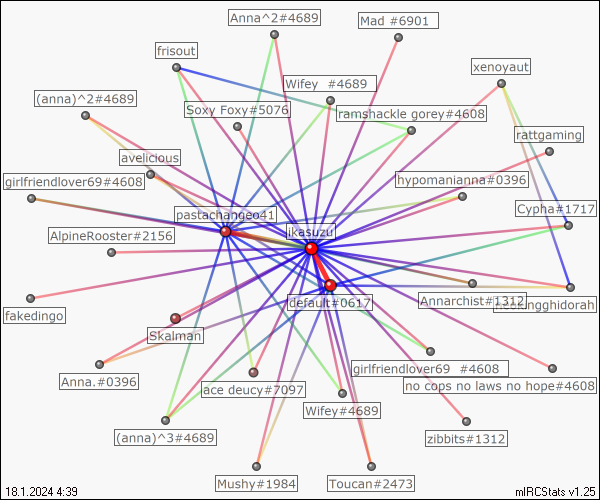 Anna^2#4689
Mad #6901
frisout
xenoyaut
Wifey #4689
(anna)^2#4689
Soxy Foxy#5076
ramshackle gorey#4608
rattgaming
avelicious
girlfriendlover69#4608
hypomanianna#0396
pastachangeo41
Cypha#1717
ikasuzu
AlpineRooster#2156
default#0617
Annarchist#1312
fakedingo
Skalman
girlfriendlover69 #4608
Anna.#0396
ace deucy#7097
no cops no laws no hope#4608
Wifey#4689
(anna)^3#4689
zibbits#1312
Mushy#1984
Toucan#2473
18.1.2024 4:39
mIRCStats v1.25